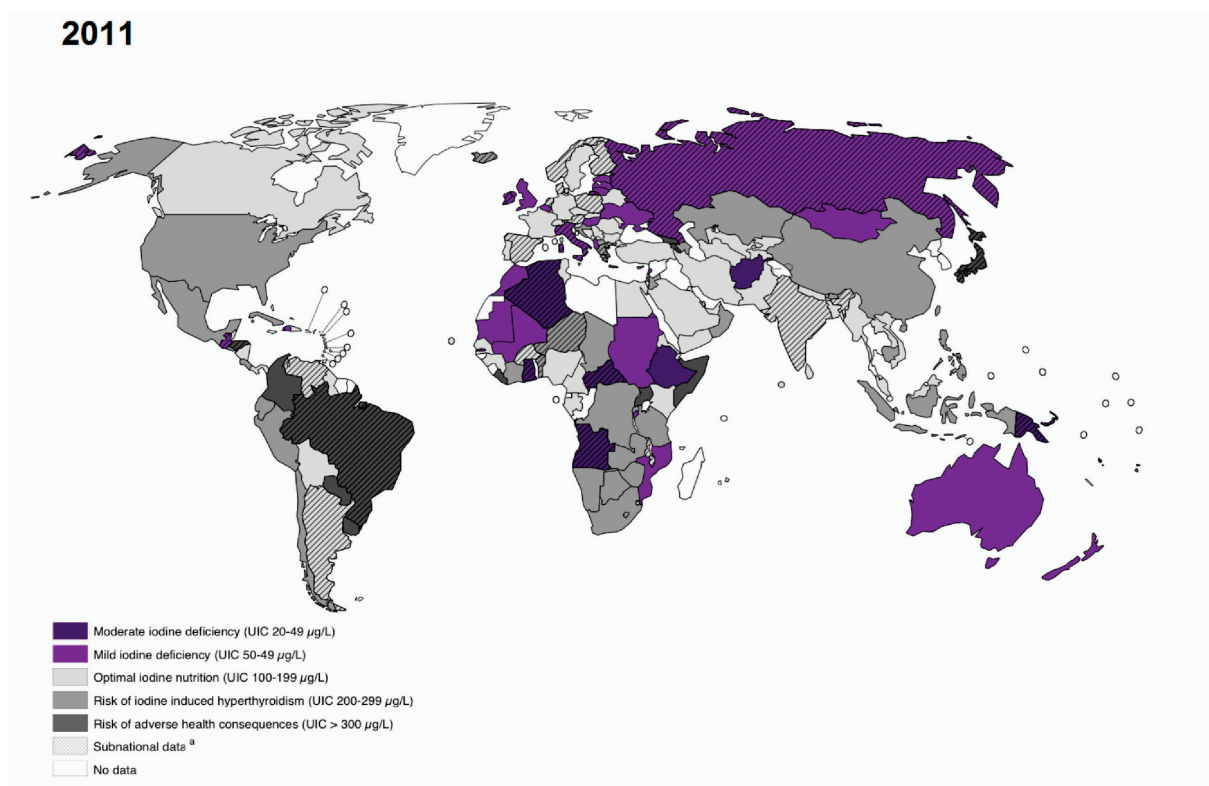 2011
Moderate iodine deficiency (UIC 20-49 µg/L)
Mild iodine deficiency (UIC 50-49 µg/L)
Optimal iodine nutrition (UIC 100-199 µg/L)
Risk of iodine induced hyperthyroidism (UIC 200-299 µg/L)
Risk of adverse health consequences (UIC > 300 µg/L)
Subnational data a
No data